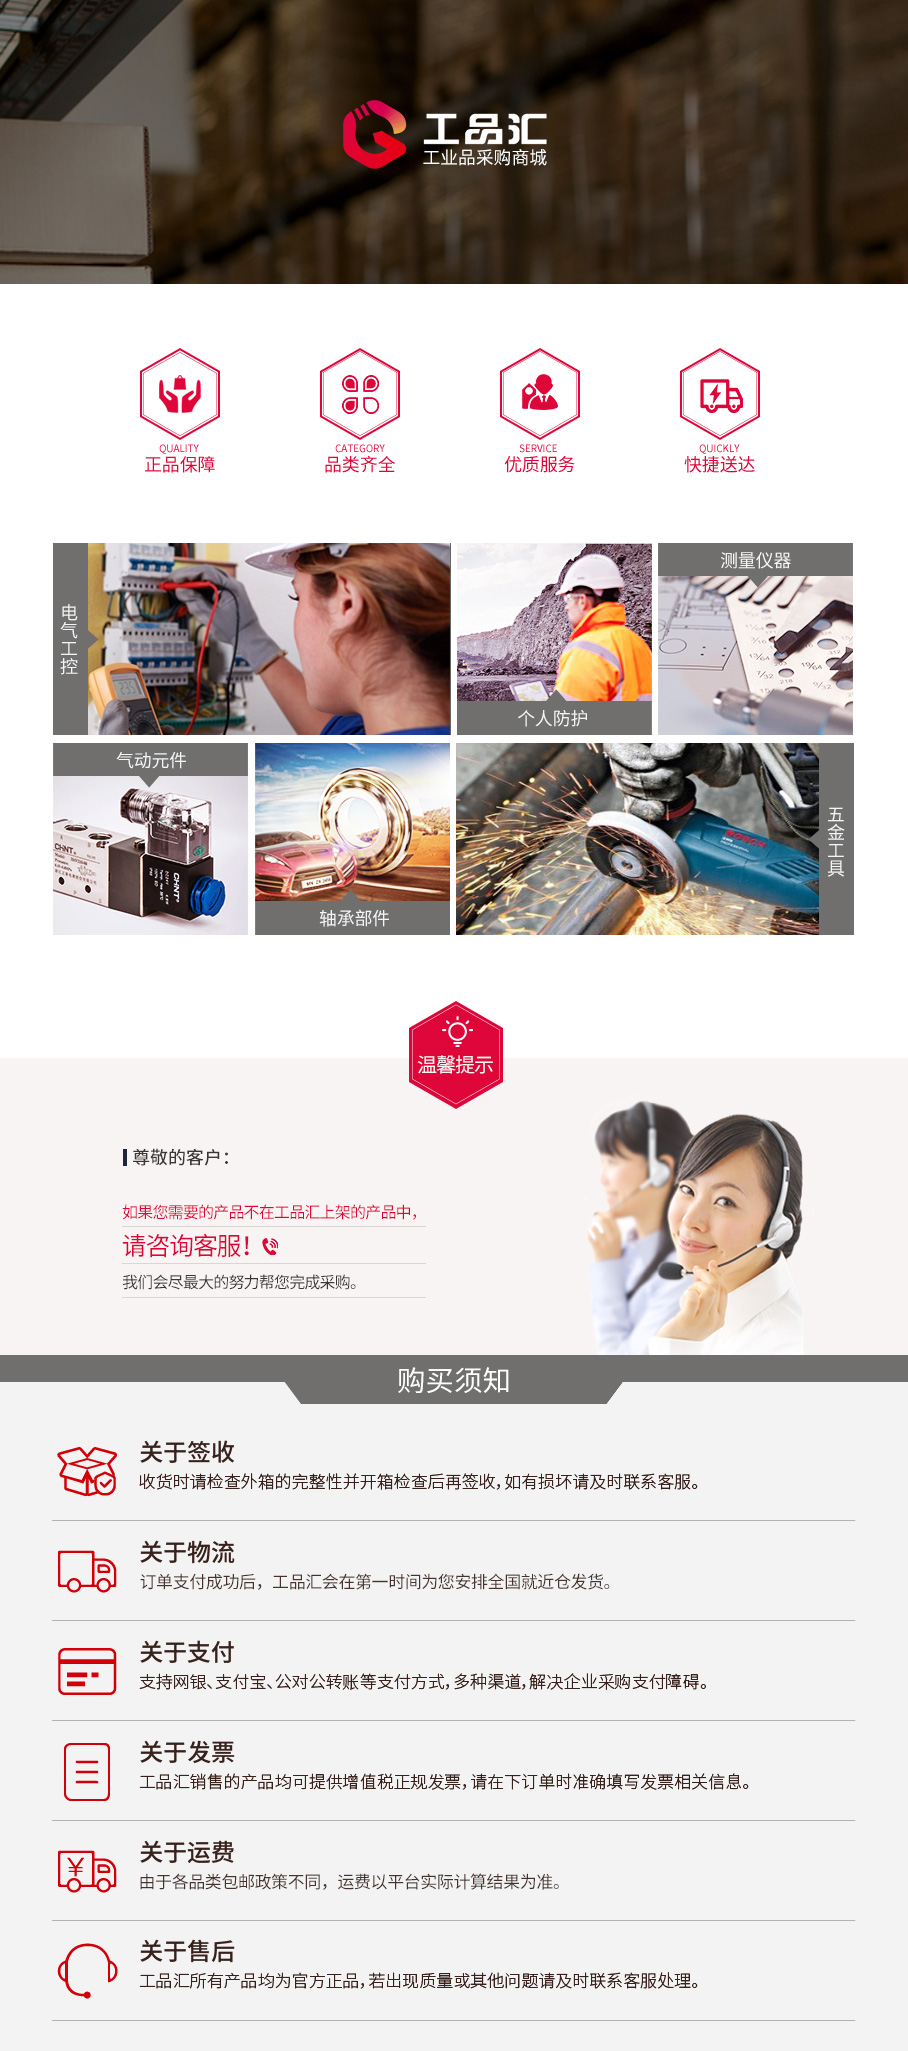 工品汇
工业品采购商城
QUALITY
正品保障
CATEGORY
品类齐全
SERVICE
优质服务
QUICKLY
快捷送达
电气工控
个人防护
测量仪器
气动元件
CHNT
CHNT
轴承部件
BOSCH
五金工具
温馨提示
尊敬的客户：
如果您需要的产品不在工品汇上架的产品中，
请咨询客服！
我们会尽最大的努力帮您完成采购。
购买须知
关于签收
收货时请检查外箱的完整性并开箱检查后再签收，如有损坏请及时联系客服。
关于物流
订单支付成功后，工品汇会在第一时间为您安排全国就近仓发货。
关于支付
支持网银、支付宝、公对公转账等支付方式，多种渠道，解决企业采购支付障碍。
关于发票
工品汇销售的产品均可提供增值税正规发票，请在下订单时准确填写发票相关信息。
关于运费
由于各品类包邮政策不同，运费以平台实际计算结果为准。
关于售后
工品汇所有产品均为官方正品，若出现质量或其他问题请及时联系客服处理。